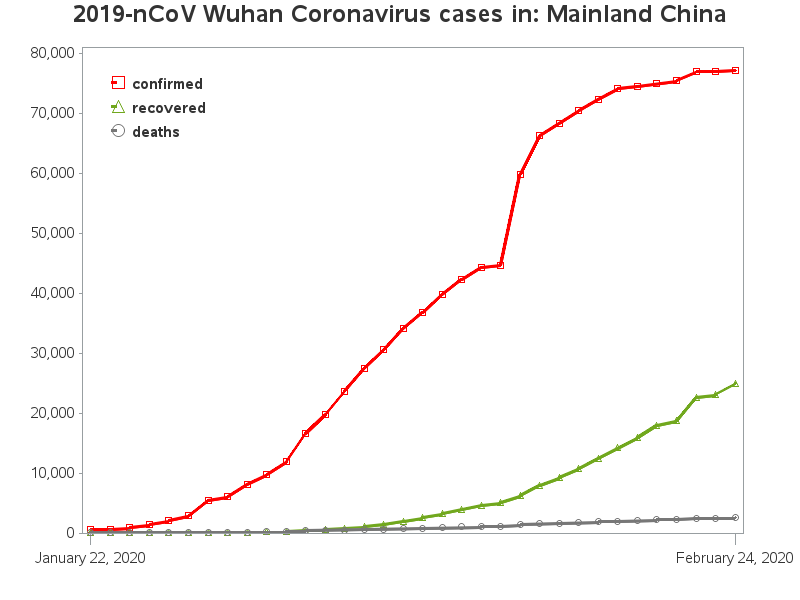 2019-nCoV Wuhan Coronavirus cases in: Mainland China
80,000
confirmed
recovered
deaths
70,000
60,000
50,000
40,000
30,000
20,000
10,000
0
January 22, 2020
February 24, 2020